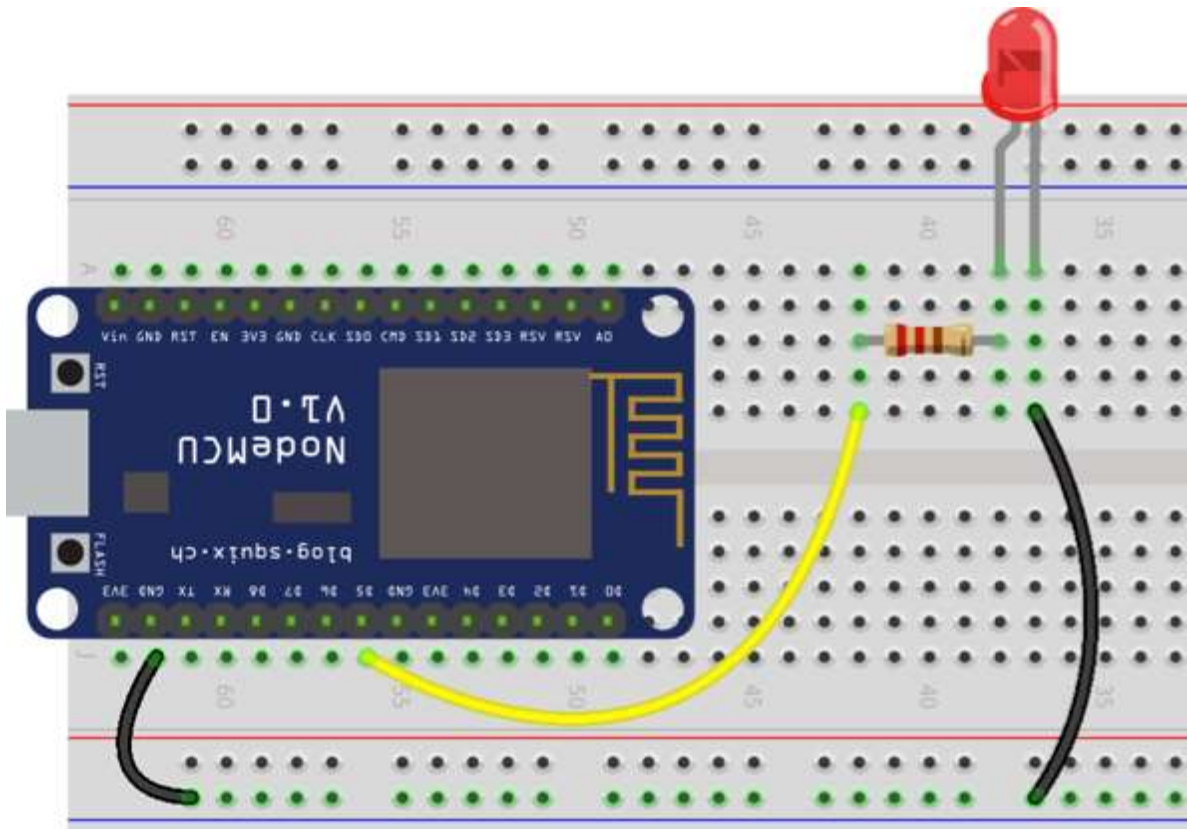 60 55 50 45 40 35
A
Vin GND RST EN 3V3 GND CLK SD0 CMD SD1 SD2 SD3 RSV RSV A0
RST
V1.0
NodeMCU
blog.squix.ch
FLASH
3V3 GND TX RX D8 D7 D6 D5 GND 3V3 D4 D3 D2 D1 D0
J
60 55 50 45 40 35